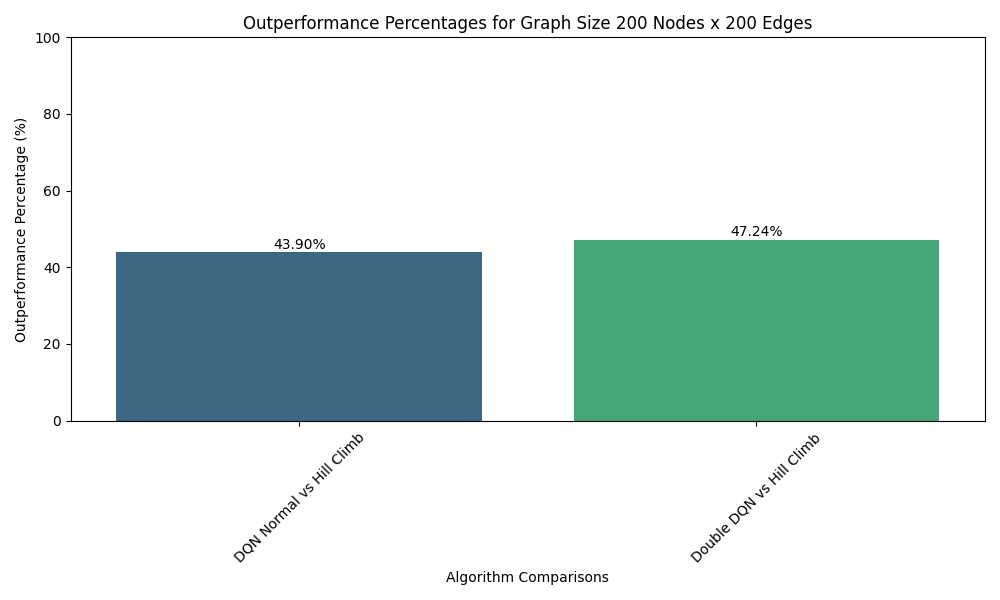 Outperformance Percentages for Graph Size 200 Nodes x 200 Edges
100
80
60
40
20
0
Outperformance Percentage (%)
43.90%
47.24%
DQN Normal vs Hill Climb
Double DQN vs Hill Climb
Algorithm Comparisons